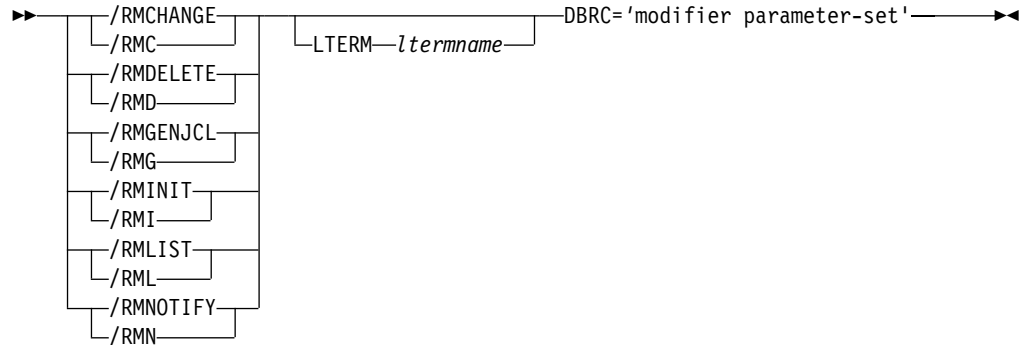 /RMCHANGE DBRC='modifier parameter-set'
/RMC LTERM ltermname
/RMDELETE
/RMD
/RMGENJCL
/RMG
/RMINIT
/RMI
/RMLIST
/RML
/RMNOTIFY
/RMN